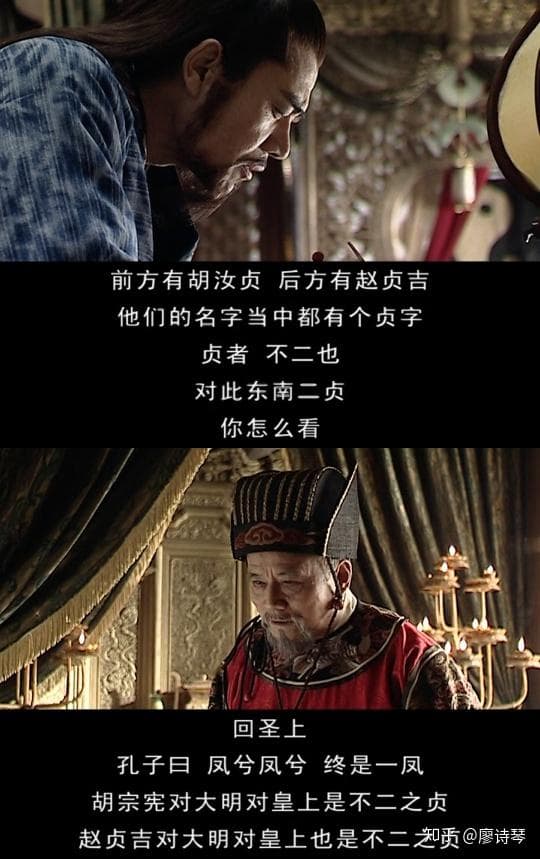 前方有胡汝贞 后方有赵贞吉
他们的名字当中都有个贞字
贞者 不二也
对此东南二贞
你怎么看
回圣上
孔子曰 凤兮凤兮 终是一凤
胡宗宪对大明对皇上是不二之贞
赵贞吉对大明对皇上也是不二之贞
知乎 @廖诗琴